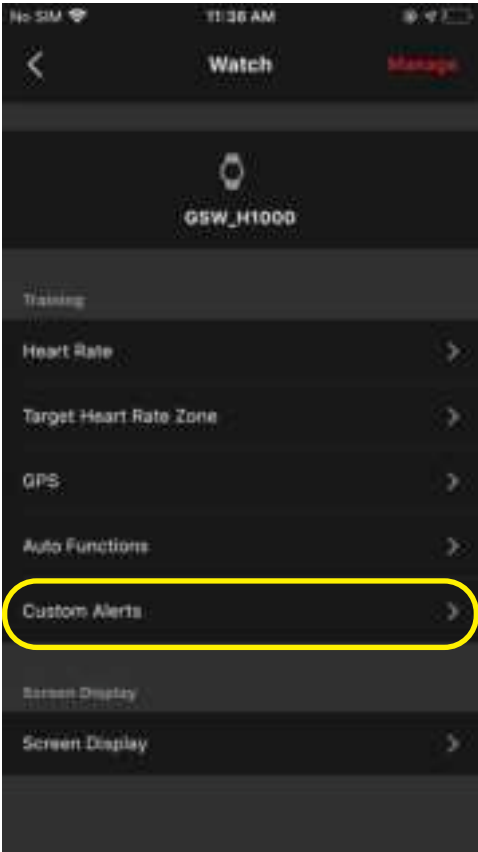 No SIM 11:36 AM
Watch Manage
GSW_H1000
Training
Heart Rate
Target Heart Rate Zone
GPS
Auto Functions
Custom Alerts
Screen Display
Screen Display